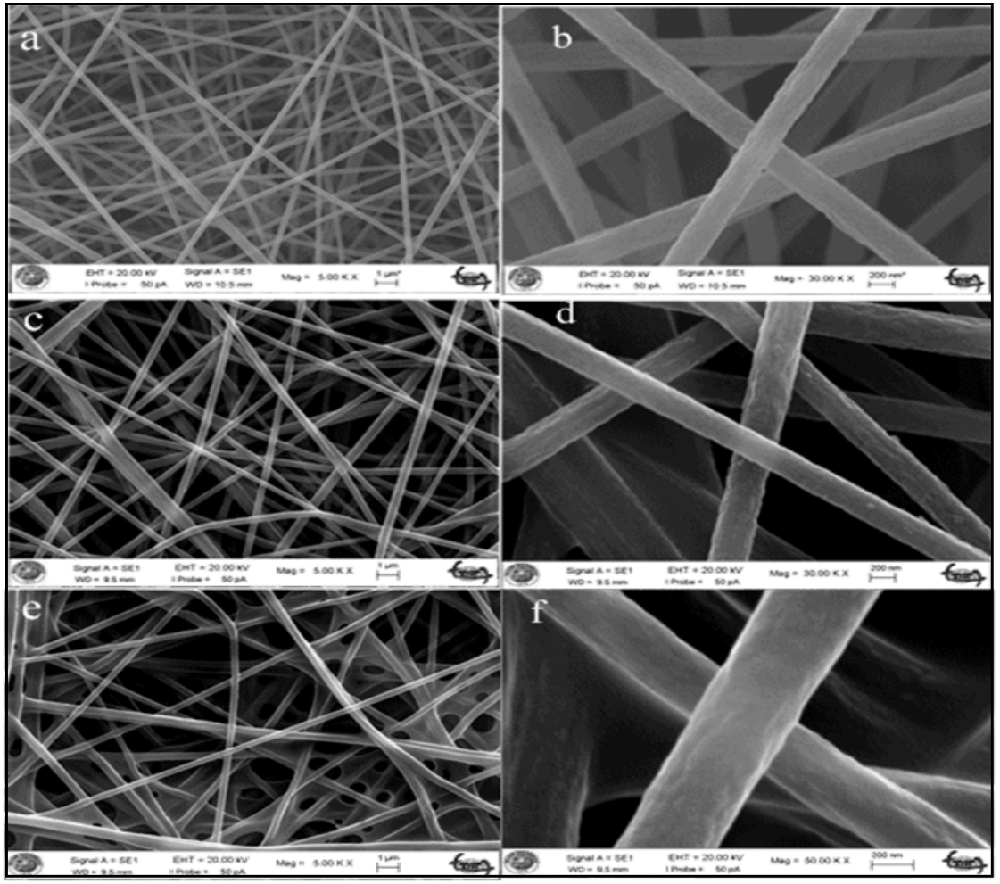 a
b
EHT = 20.00 kV Signal A = SE1 Mag = 5.00 K X 1 µm*
I Probe = 50 pA WD = 10.5 mm
EHT = 20.00 kV Signal A = SE1 Mag = 30.00 K X 200 nm*
I Probe = 50 pA WD = 10.5 mm
c
d
Signal A = SE1 EHT = 20.00 kV Mag = 5.00 K X 1 µm
WD = 9.5 mm I Probe = 50 pA
Signal A = SE1 EHT = 20.00 kV Mag = 30.00 K X 200 nm
WD = 9.5 mm I Probe = 50 pA
e
f
Signal A = SE1 EHT = 20.00 kV Mag = 5.00 K X 1 µm
WD = 9.5 mm I Probe = 50 pA
Signal A = SE1 EHT = 20.00 kV Mag = 50.00 K X 200 nm
WD = 9.5 mm I Probe = 50 pA